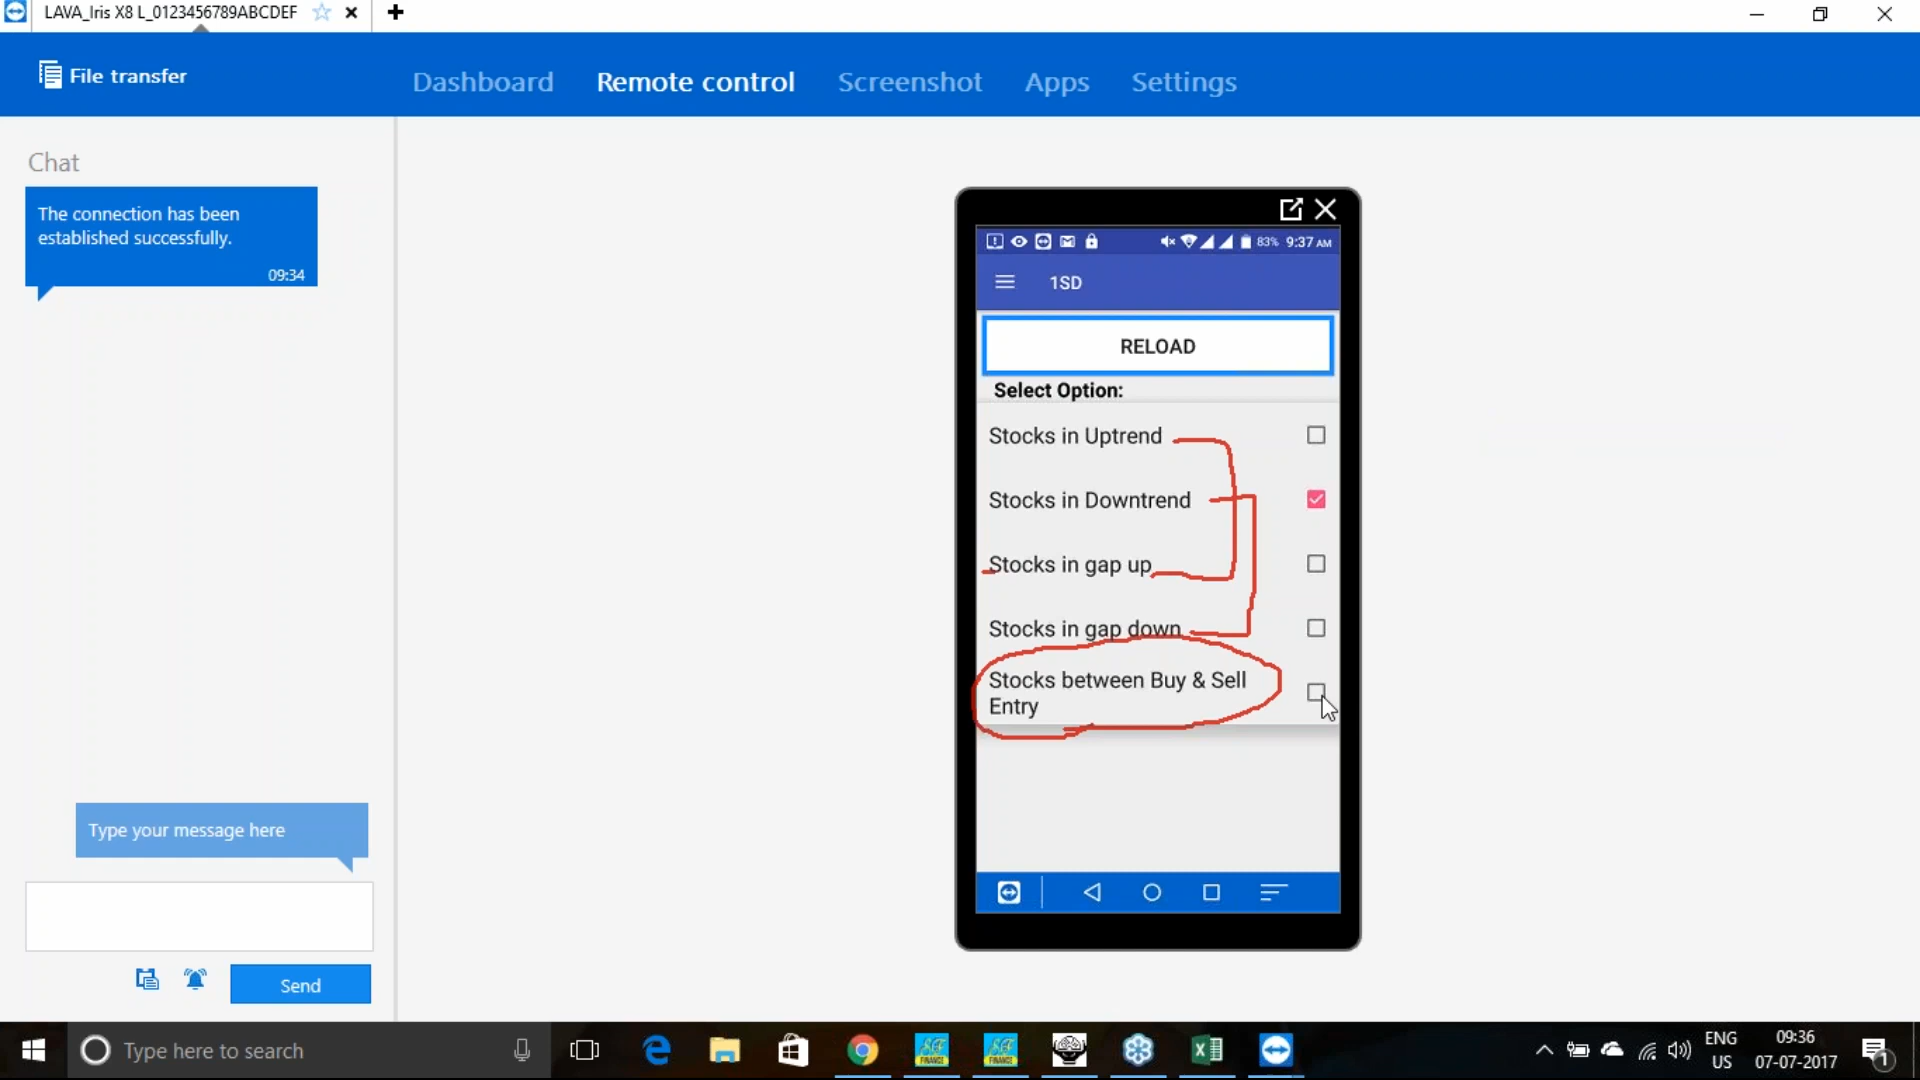 LAVA_Iris X8 L_0123456789ABCDEF
File transfer
Dashboard Remote control Screenshot Apps Settings
Chat
The connection has been
established successfully.
09:34
83% 9:37 AM
1SD
RELOAD
Select Option:
Stocks in Uptrend
Stocks in Downtrend
Stocks in gap up
Stocks in gap down
Stocks between Buy & Sell
Entry
Type your message here
Send
Type here to search
FINANCE
FINANCE
ENG
US
09:36
07-07-2017
1